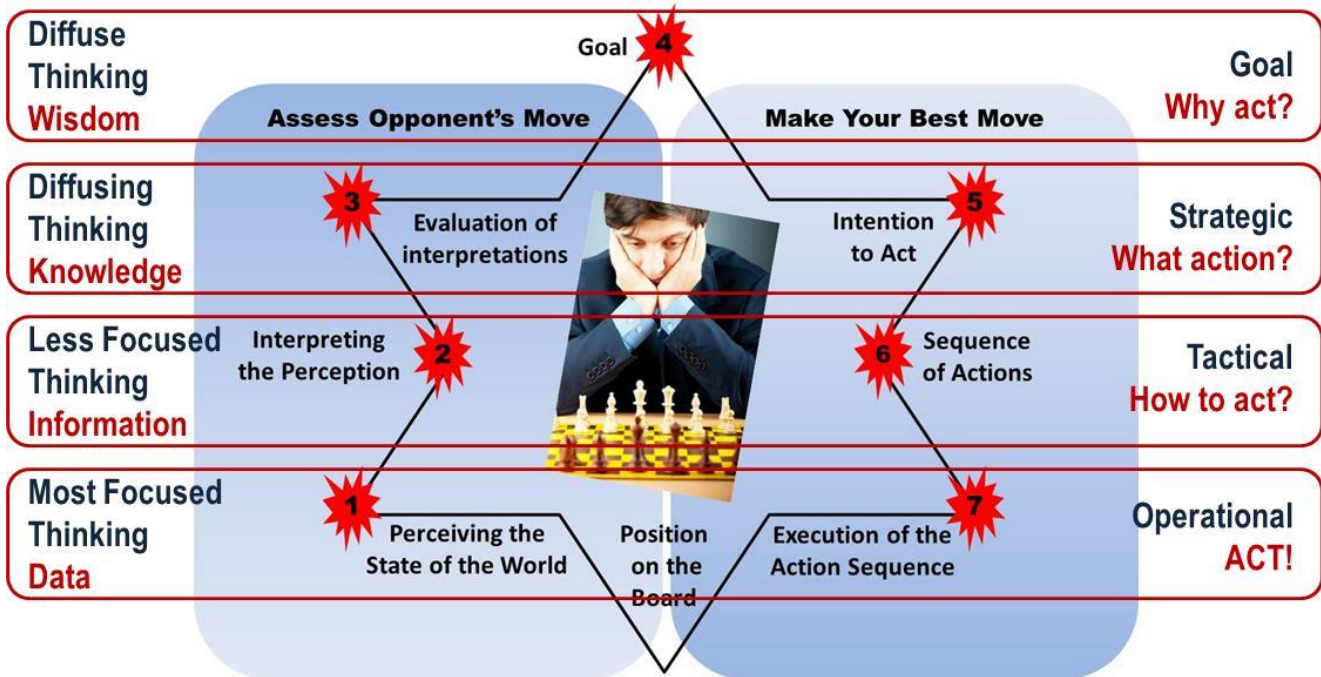 Diffuse
Thinking
Wisdom
Goal
4
Goal
Why act?
Assess Opponent's Move
Make Your Best Move
Diffusing
Thinking
Knowledge
3
Evaluation of
interpretations
Intention
to Act
5
Strategic
What action?
Less Focused
Thinking
Information
Interpreting
the Perception
2
6
Sequence
of Actions
Tactical
How to act?
Most Focused
Thinking
Data
1
Perceiving the
State of the World
Position
on the
Board
Execution of the
Action Sequence
7
Operational
ACT!